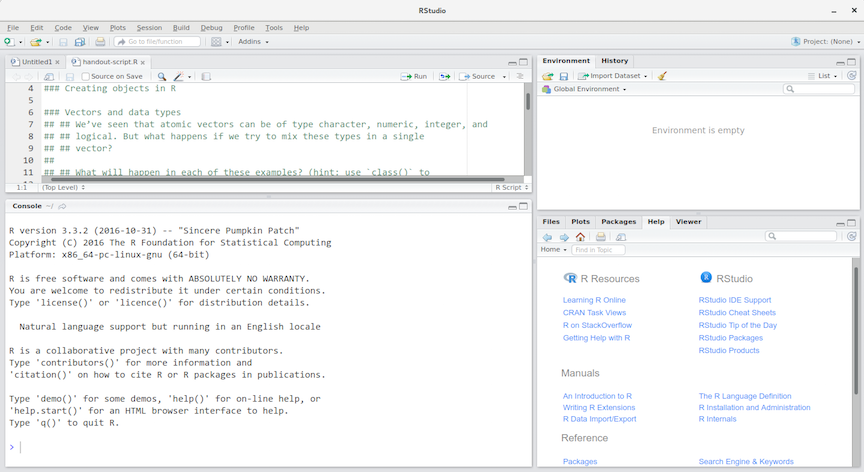 RStudio
File Edit Code View Plots Session Build Debug Profile Tools Help
Go to file/function Addins Project: (None)
Untitled1 handout-script.R
Source on Save Run Source
4 ### Creating objects in R
5
6 ### Vectors and data types
7 ## ## We've seen that atomic vectors can be of type character, numeric, integer, and
8 ## ## logical. But what happens if we try to mix these types in a single
9 ## ## vector?
10 ##
11 ## ## What will happen in each of these examples? (hint: use `class()` to
1:1 (Top Level) R Script
Console ~/
R version 3.3.2 (2016-10-31) -- "Sincere Pumpkin Patch"
Copyright (C) 2016 The R Foundation for Statistical Computing
Platform: x86_64-pc-linux-gnu (64-bit)
R is free software and comes with ABSOLUTELY NO WARRANTY.
You are welcome to redistribute it under certain conditions.
Type 'license()' or 'licence()' for distribution details.
Natural language support but running in an English locale
R is a collaborative project with many contributors.
Type 'contributors()' for more information and
'citation()' on how to cite R or R packages in publications.
Type 'demo()' for some demos, 'help()' for on-line help, or
'help.start()' for an HTML browser interface to help.
Type 'q()' to quit R.
>
Environment History
Import Dataset List
Global Environment
Environment is empty
Files Plots Packages Help Viewer
Home Find in Topic
R Resources RStudio
Learning R Online RStudio IDE Support
CRAN Task Views RStudio Cheat Sheets
R on StackOverflow RStudio Tip of the Day
Getting Help with R RStudio Packages
RStudio Products
Manuals
An Introduction to R The R Language Definition
Writing R Extensions R Installation and Administration
R Data Import/Export R Internals
Reference
Packages Search Engine & Keywords